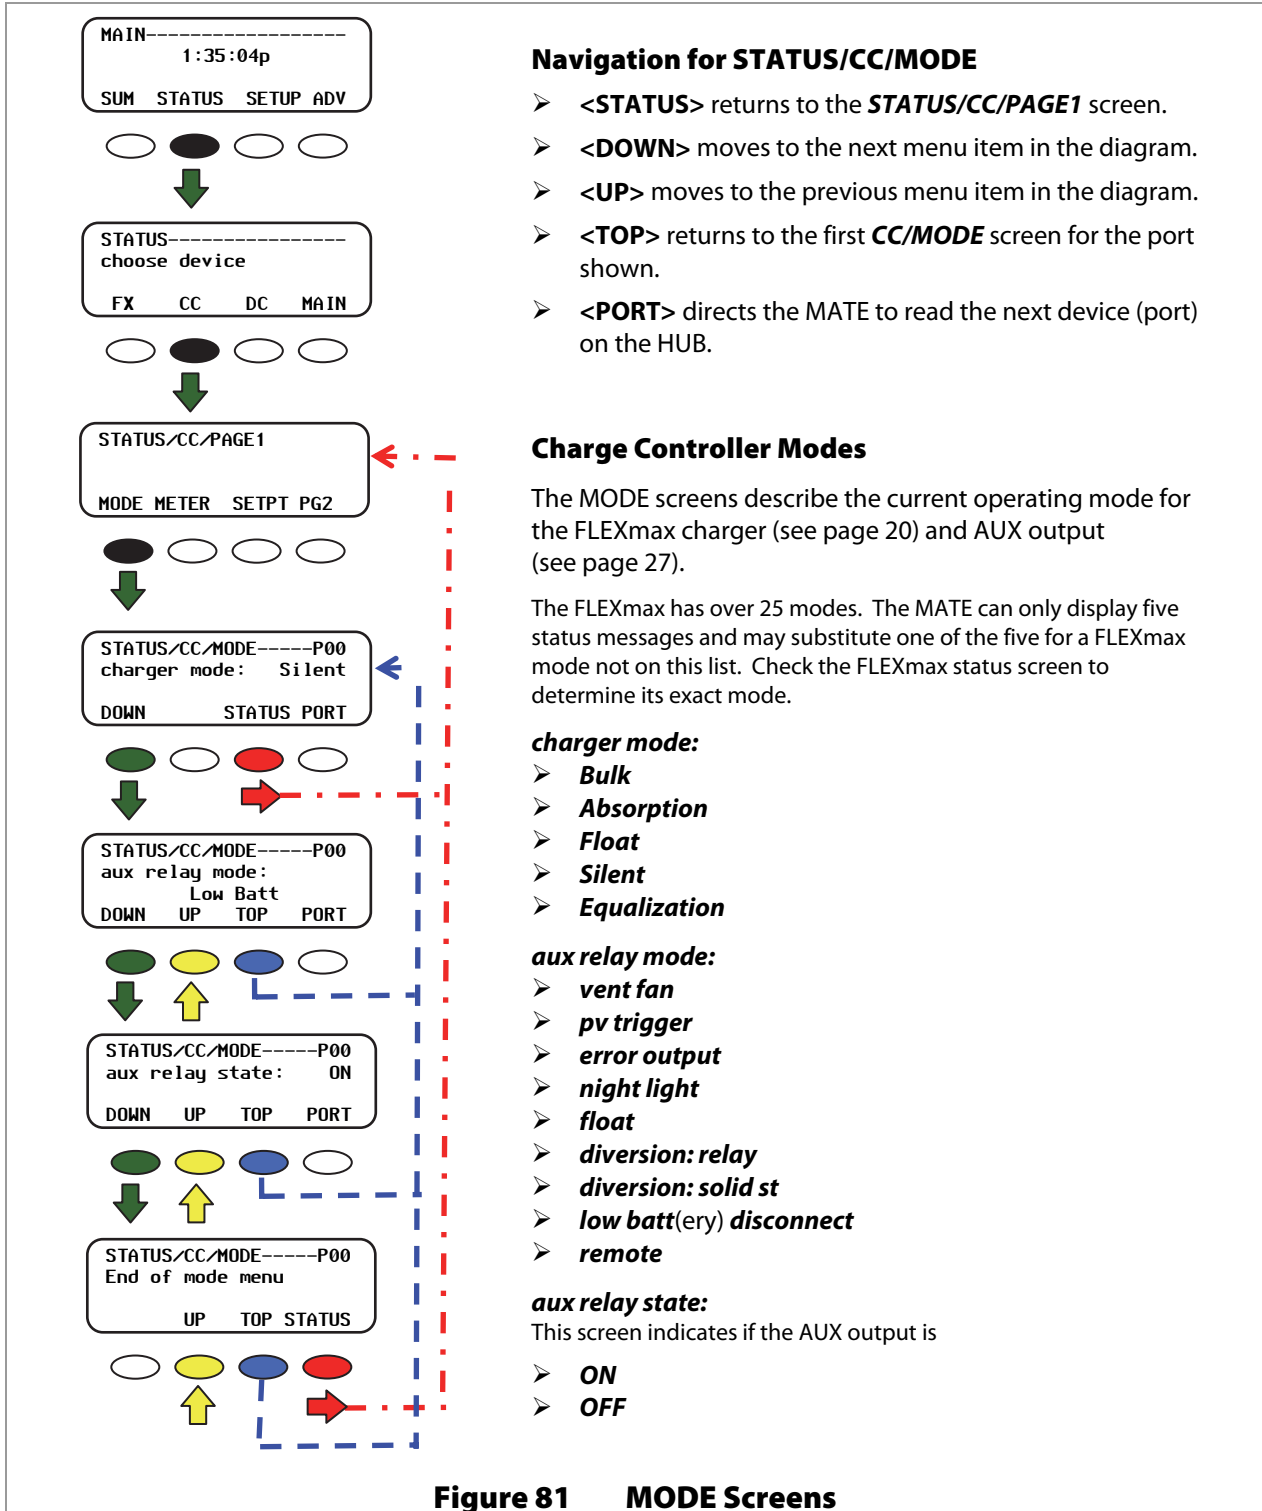 MAIN------------------
1:35:04p
SUM STATUS SETUP ADV
STATUS----------------
choose device
FX CC DC MAIN
STATUS/CC/PAGE1
MODE METER SETPT PG2
STATUS/CC/MODE-----P00
charger mode: Silent
DOWN STATUS PORT
STATUS/CC/MODE-----P00
aux relay mode:
Low Batt
DOWN UP TOP PORT
STATUS/CC/MODE-----P00
aux relay state: ON
DOWN UP TOP PORT
STATUS/CC/MODE-----P00
End of mode menu
UP TOP STATUS
Navigation for STATUS/CC/MODE
➢ <STATUS> returns to the STATUS/CC/PAGE1 screen.
➢ <DOWN> moves to the next menu item in the diagram.
➢ <UP> moves to the previous menu item in the diagram.
➢ <TOP> returns to the first CC/MODE screen for the port
shown.
➢ <PORT> directs the MATE to read the next device (port)
on the HUB.
Charge Controller Modes
The MODE screens describe the current operating mode for
the FLEXmax charger (see page 20) and AUX output
(see page 27).
The FLEXmax has over 25 modes. The MATE can only display five
status messages and may substitute one of the five for a FLEXmax
mode not on this list. Check the FLEXmax status screen to
determine its exact mode.
charger mode:
➢ Bulk
➢ Absorption
➢ Float
➢ Silent
➢ Equalization
aux relay mode:
➢ vent fan
➢ pv trigger
➢ error output
➢ night light
➢ float
➢ diversion: relay
➢ diversion: solid st
➢ low batt(ery) disconnect
➢ remote
aux relay state:
This screen indicates if the AUX output is
➢ ON
➢ OFF
Figure 81 MODE Screens